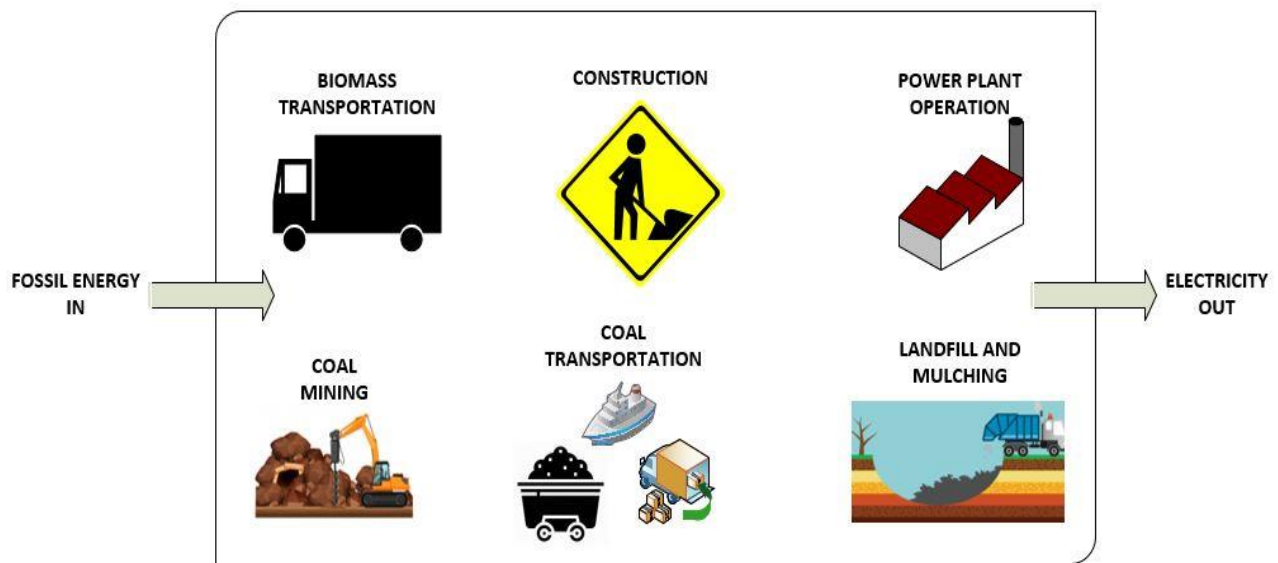 BIOMASS
TRANSPORTATION
CONSTRUCTION
POWER PLANT
OPERATION
FOSSIL ENERGY
IN
ELECTRICITY
OUT
COAL
MINING
COAL
TRANSPORTATION
LANDFILL AND
MULCHING